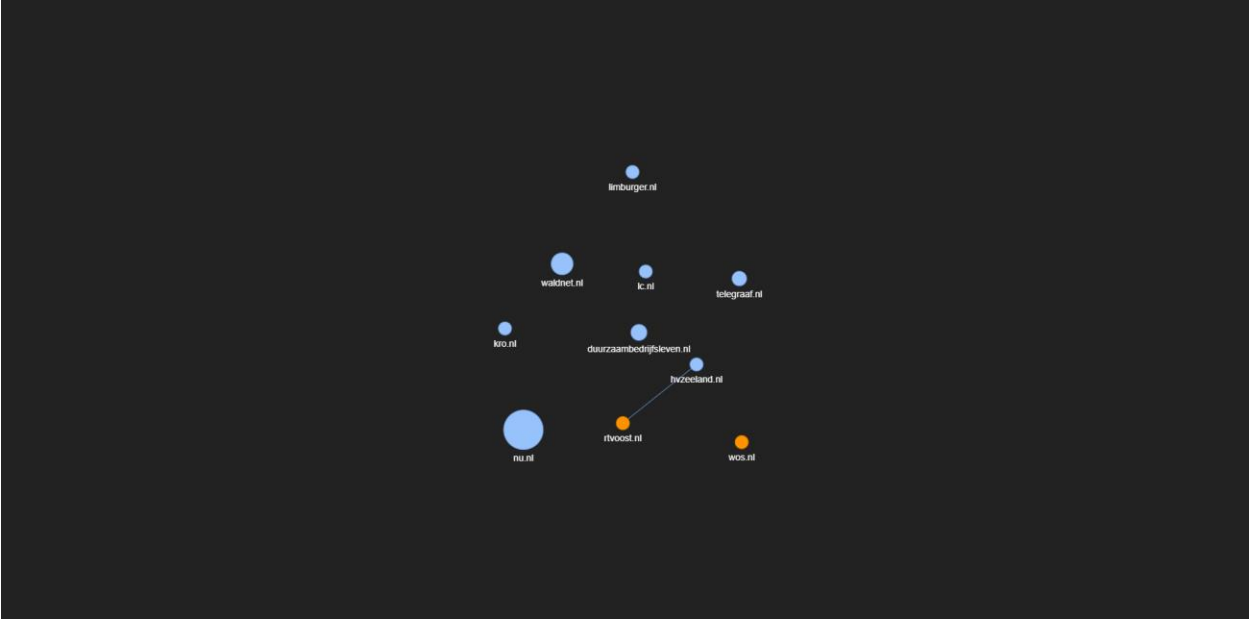 limburger.nl
waldnet.nl
lc.nl
telegraaf.nl
kro.nl
duurzaambedrijfsleven.nl
hvzeeland.nl
rtvoost.nl
nu.nl
wos.nl